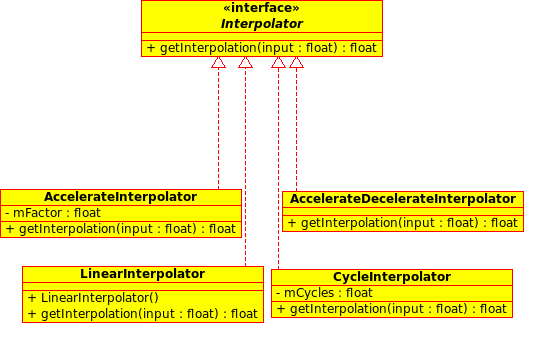 «interface»
Interpolator
+ getInterpolation(input : float) : float
AccelerateInterpolator
- mFactor : float
+ getInterpolation(input : float) : float
AccelerateDecelerateInterpolator
+ getInterpolation(input : float) : float
LinearInterpolator
+ LinearInterpolator()
+ getInterpolation(input : float) : float
CycleInterpolator
- mCycles : float
+ getInterpolation(input : float) : float